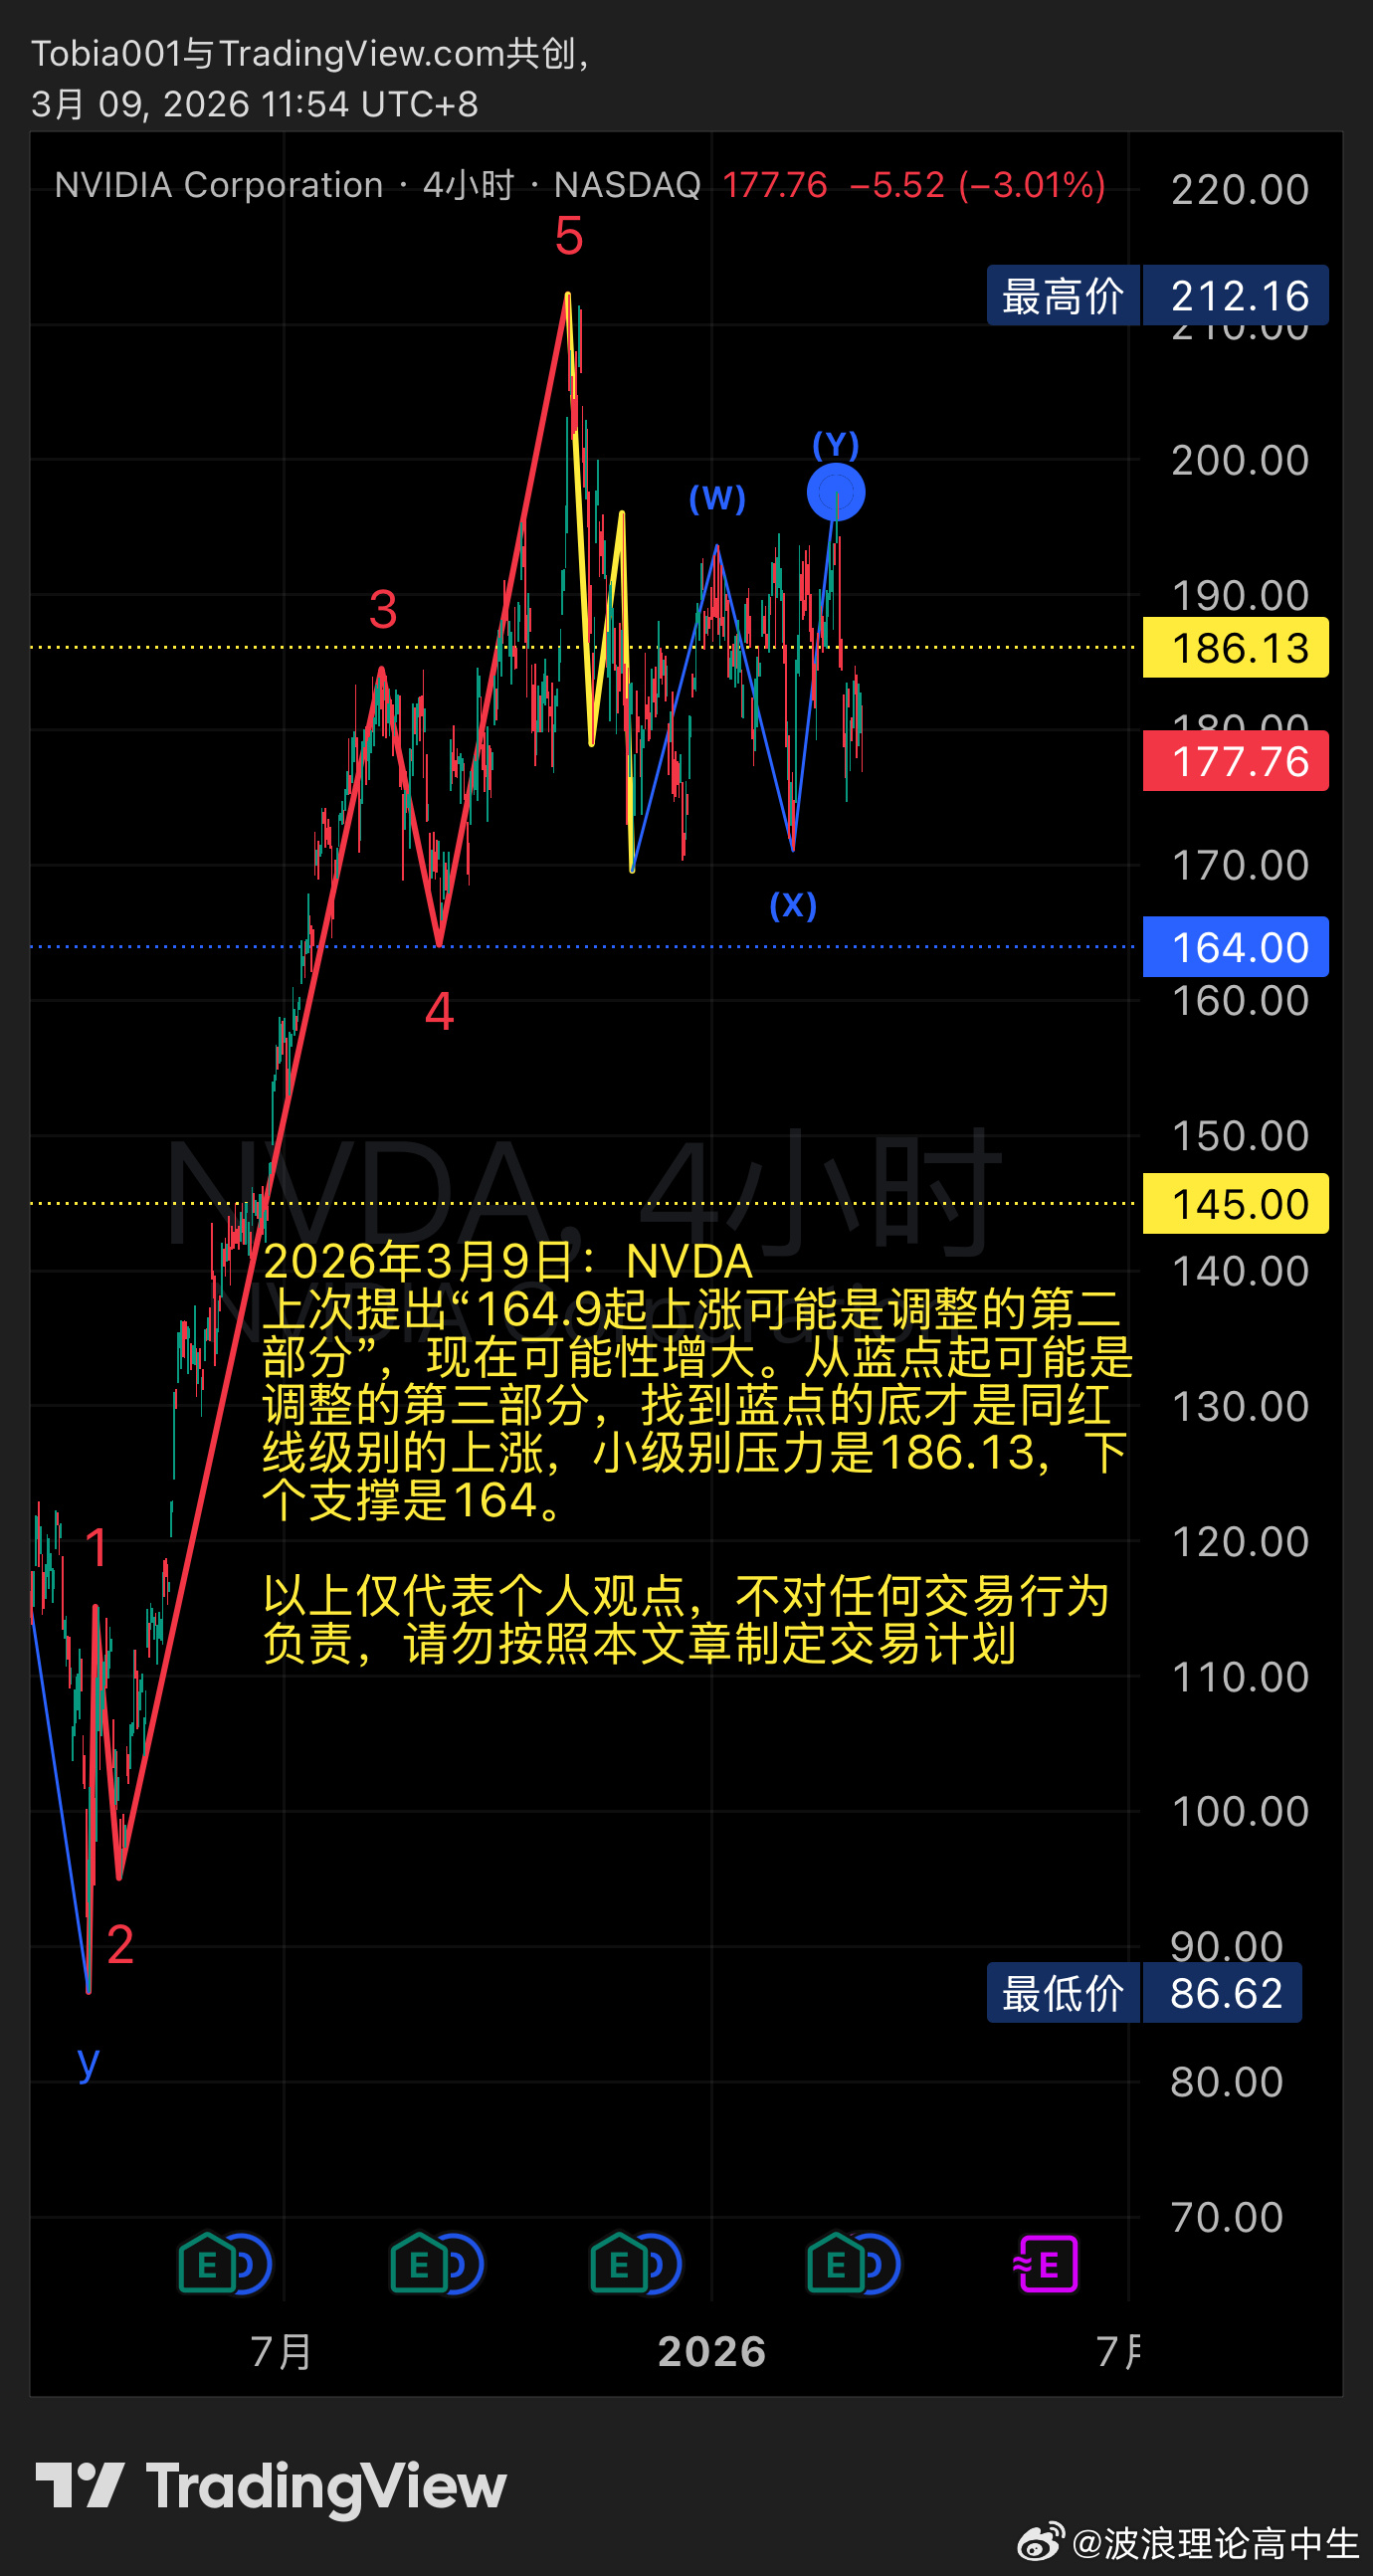 Tobia001与TradingView.com共创，
3月 09, 2026 11:54 UTC+8
NVIDIA Corporation · 4小时 · NASDAQ 177.76 −5.52 (−3.01%)
220.00
5
最高价 212.16
210.00
(Y)
200.00
(W)
190.00
3
186.13
180.00
177.76
170.00
(X)
164.00
160.00
4
150.00
NVDA, 4小时
145.00
NVIDIA Corporation
2026年3月9日：NVDA
140.00
上次提出“164.9起上涨可能是调整的第二
部分”，现在可能性增大。从蓝点起可能是
130.00
调整的第三部分，找到蓝点的底才是同红
线级别的上涨，小级别压力是186.13，下
个支撑是164。
120.00
1
以上仅代表个人观点，不对任何交易行为
负责，请勿按照本文章制定交易计划
110.00
100.00
2
90.00
最低价 86.62
y
80.00
70.00
E D E D E D E D ≈E
7月 2026 7月
TradingView
@波浪理论高中生